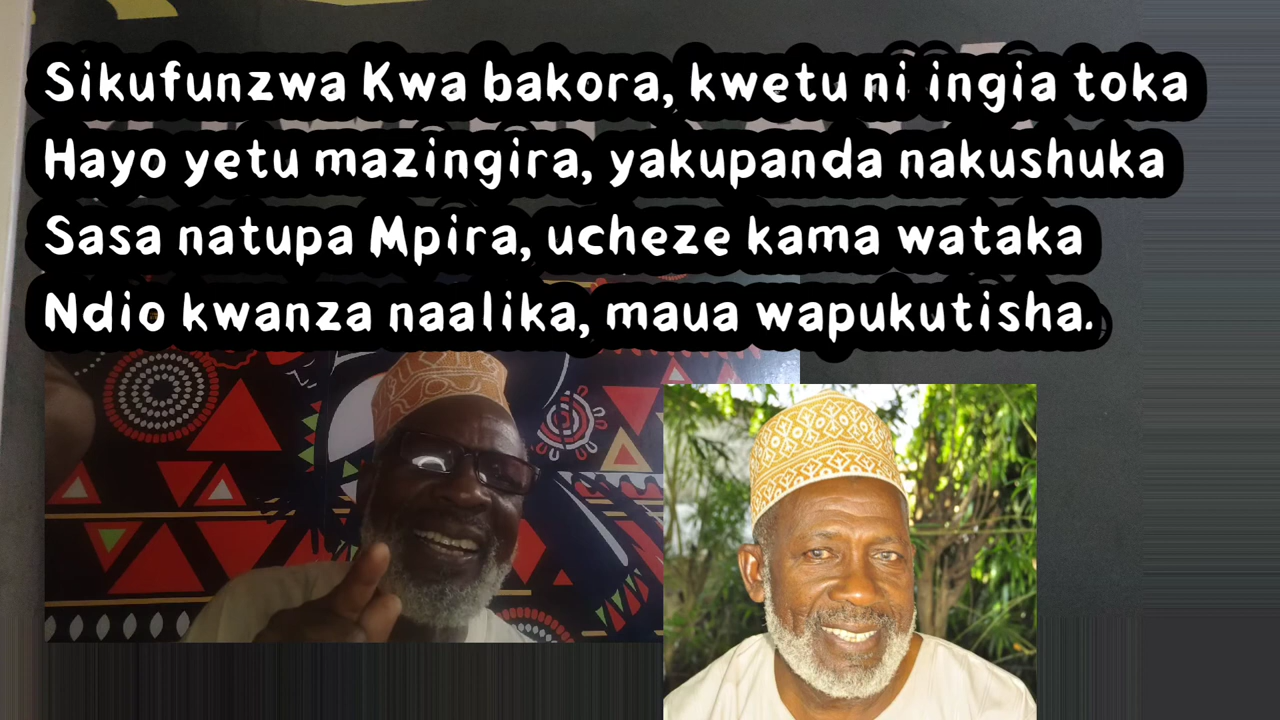 Sikufunzwa Kwa bakora, kwetu ni ingia toka
Hayo yetu mazingira, yakupanda nakushuka
Sasa natupa Mpira, ucheze kama wataka
Ndio kwanza naalika, maua wapukutisha.